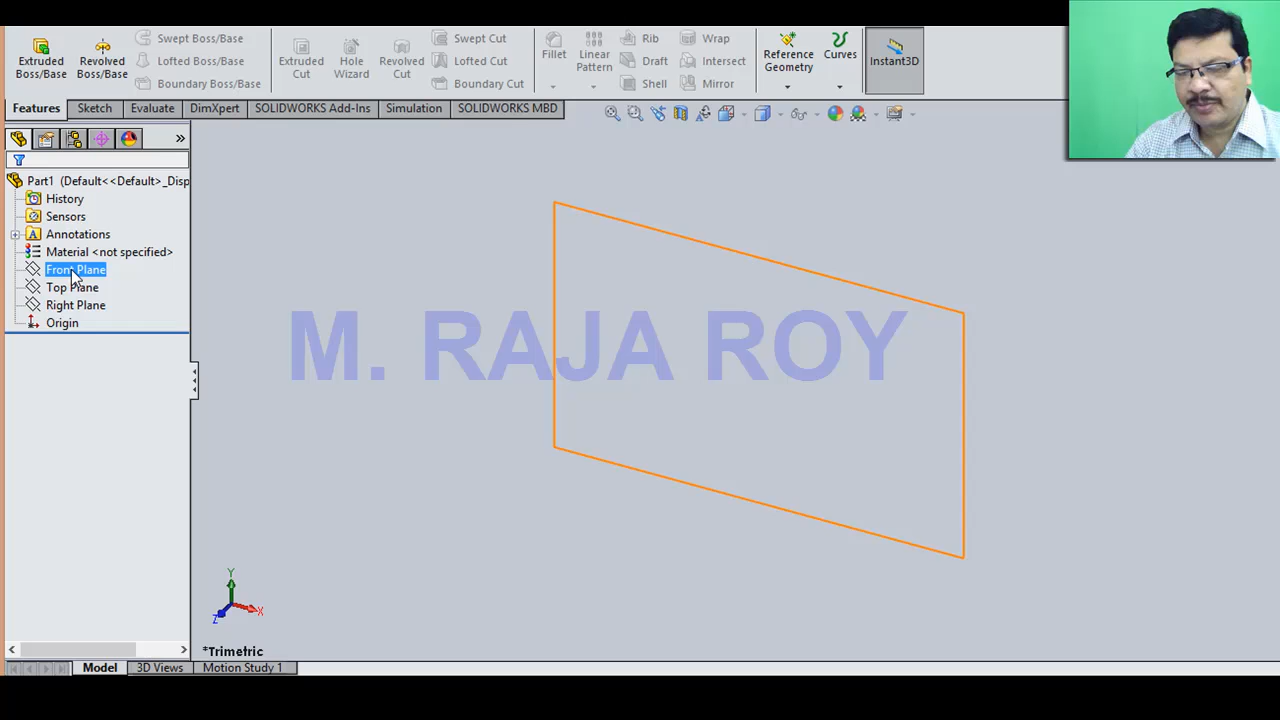 Extruded Boss/Base
Revolved Boss/Base
Swept Boss/Base
Lofted Boss/Base
Boundary Boss/Base
Extruded Cut
Hole Wizard
Revolved Cut
Swept Cut
Lofted Cut
Boundary Cut
Fillet
Linear Pattern
Rib
Draft
Shell
Wrap
Intersect
Mirror
Reference Geometry
Curves
Instant3D
Features Sketch Evaluate DimXpert SOLIDWORKS Add-Ins Simulation SOLIDWORKS MBD
Part1 (Default<<Default>_Disp
History
Sensors
A Annotations
Material <not specified>
Front Plane
Top Plane
Right Plane
Origin
M. RAJA ROY
Y
X
Z
*Trimetric
Model 3D Views Motion Study 1